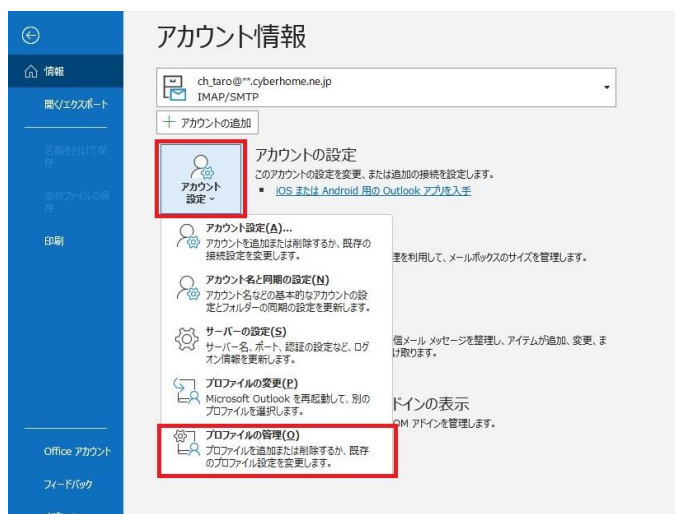 アカウント情報
情報
開く/エクスポート
名前を付けて保
存
添付ファイルの保
存
印刷
Office アカウント
フィードバック
ch_taro@**.cyberhome.ne.jp
IMAP/SMTP
アカウントの追加
アカウント
設定
アカウントの設定
このアカウントの設定を変更、または追加の接続を設定します。
iOS または Android 用の Outlook アプリを入手
アカウント設定(A)...
アカウントを追加または削除するか、既存の
接続設定を変更します。
理を利用して、メールボックスのサイズを管理します。
アカウント名と同期の設定(N)
アカウント名などの基本的なアカウントの設
定とフォルダーの同期の設定を更新します。
サーバーの設定(S)
サーバー名、ポート、認証の設定など、ログ
オン情報を更新します。
信メール メッセージを整理し、アイテムが追加、変更、ま
け取ります。
プロファイルの変更(P)
Microsoft Outlook を再起動して、別の
プロファイルを選択します。
ドインの表示
OM アドインを管理します。
プロファイルの管理(O)
プロファイルを追加または削除するか、既存
のプロファイル設定を変更します。